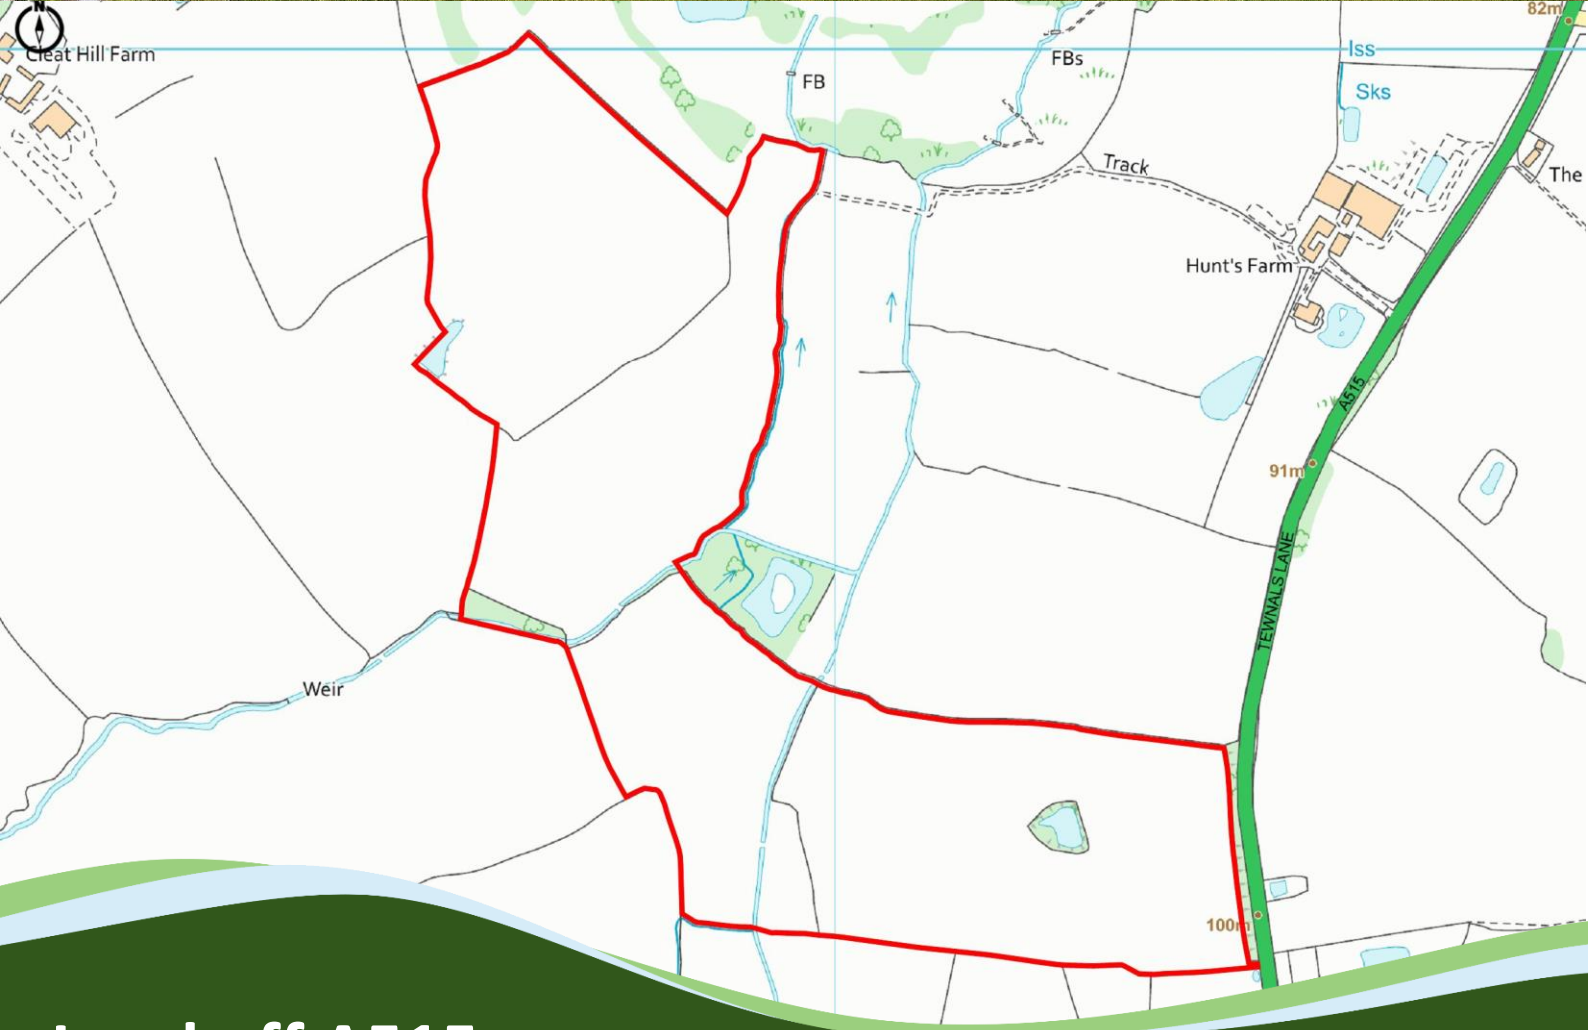 N
82m
Cleat Hill Farm
Iss
FBs
FB
Sks
Track
The
Hunt's Farm
A515
91m
TEWNALS LANE
Weir
100m